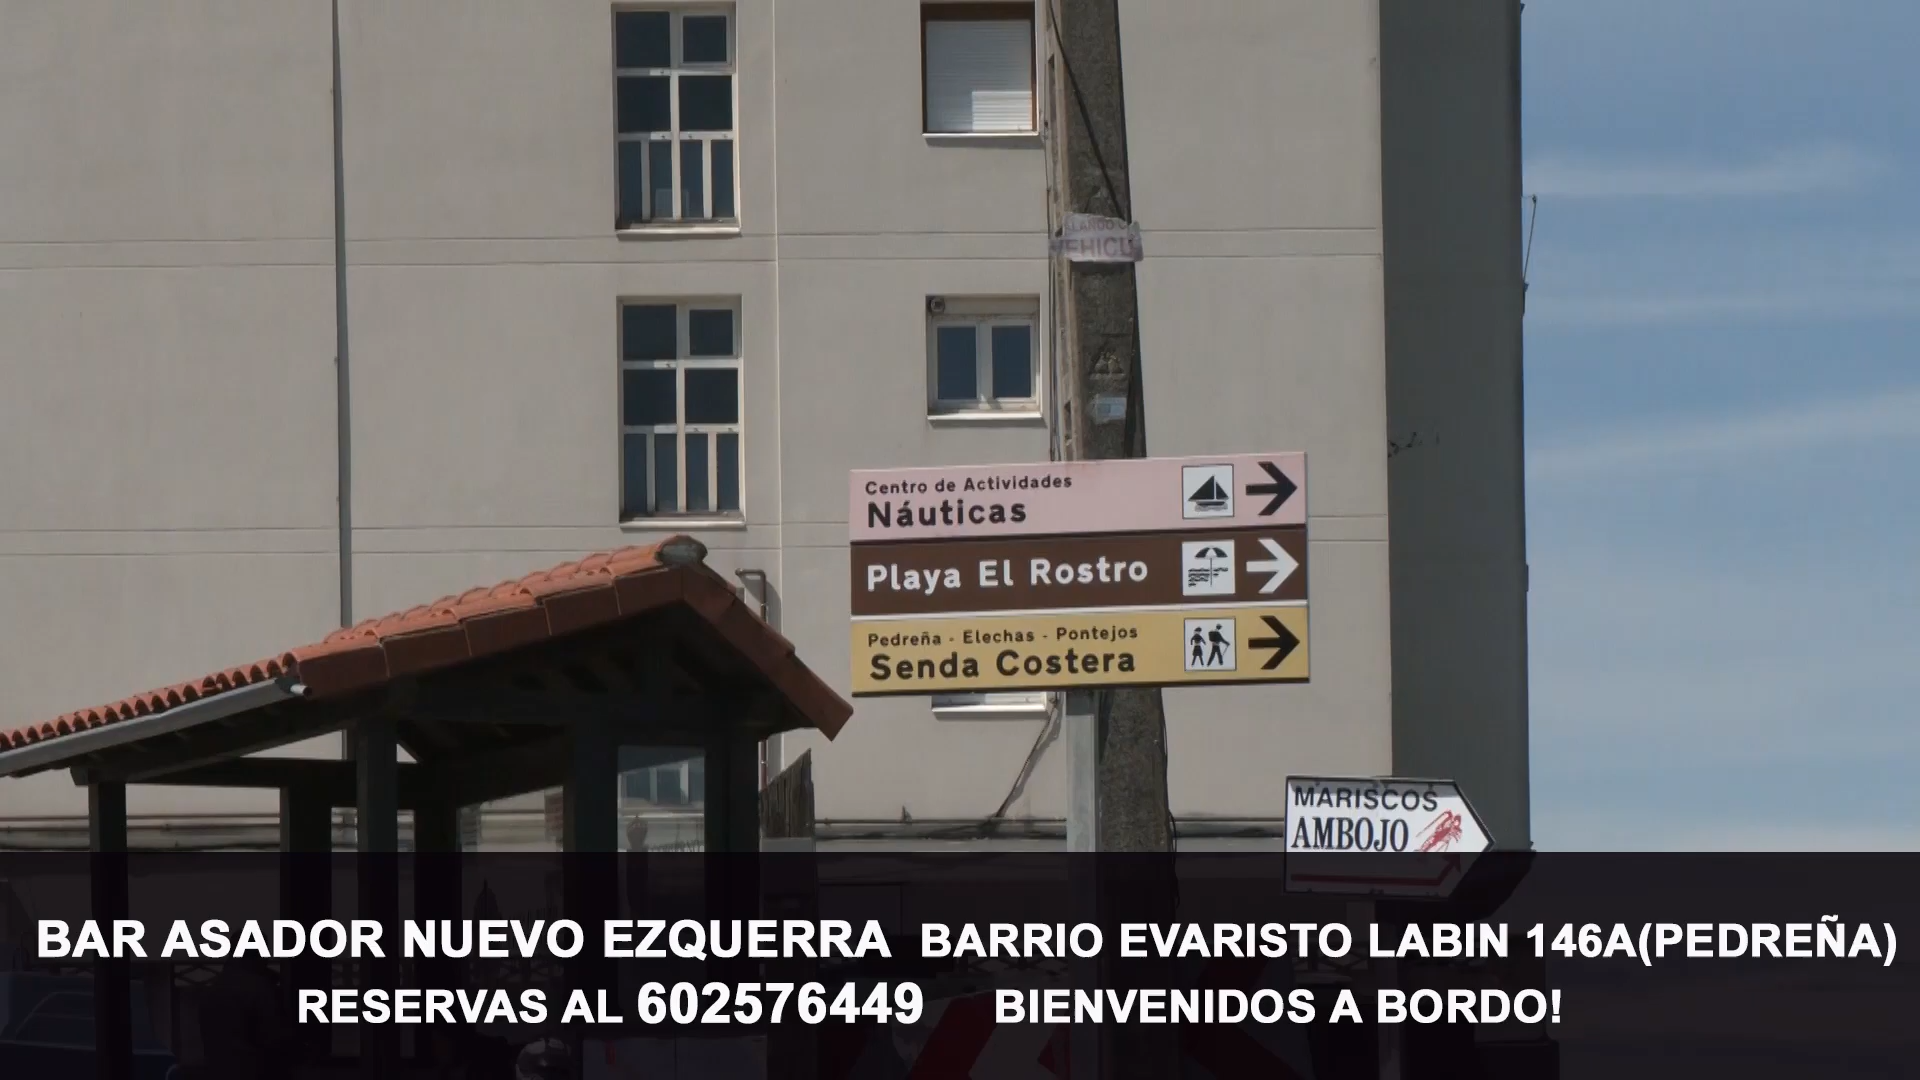 VEHICU
Centro de Actividades
Náuticas
Playa El Rostro
Pedreña - Elechas - Pontejos
Senda Costera
MARISCOS
AMBOJO
BAR ASADOR NUEVO EZQUERRA BARRIO EVARISTO LABIN 146A(PEDREÑA)
RESERVAS AL 602576449 BIENVENIDOS A BORDO!